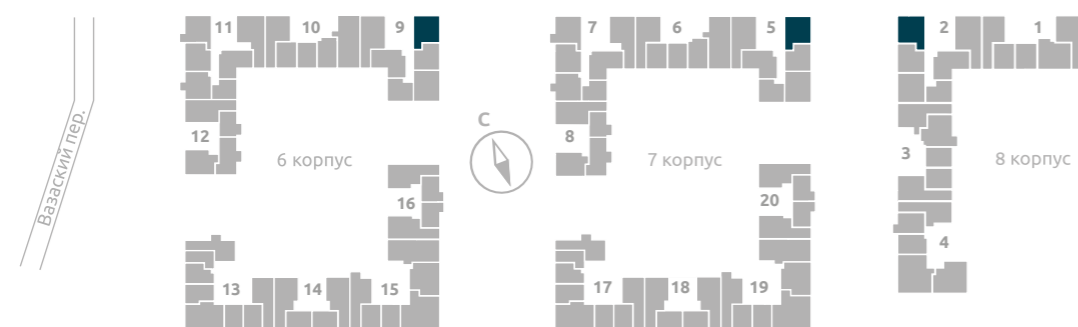 11 10 9
7 6 5
2 1
Вазаский пер.
12
6 корпус
С
8
7 корпус
3
8 корпус
16
20
4
13 14 15
17 18 19